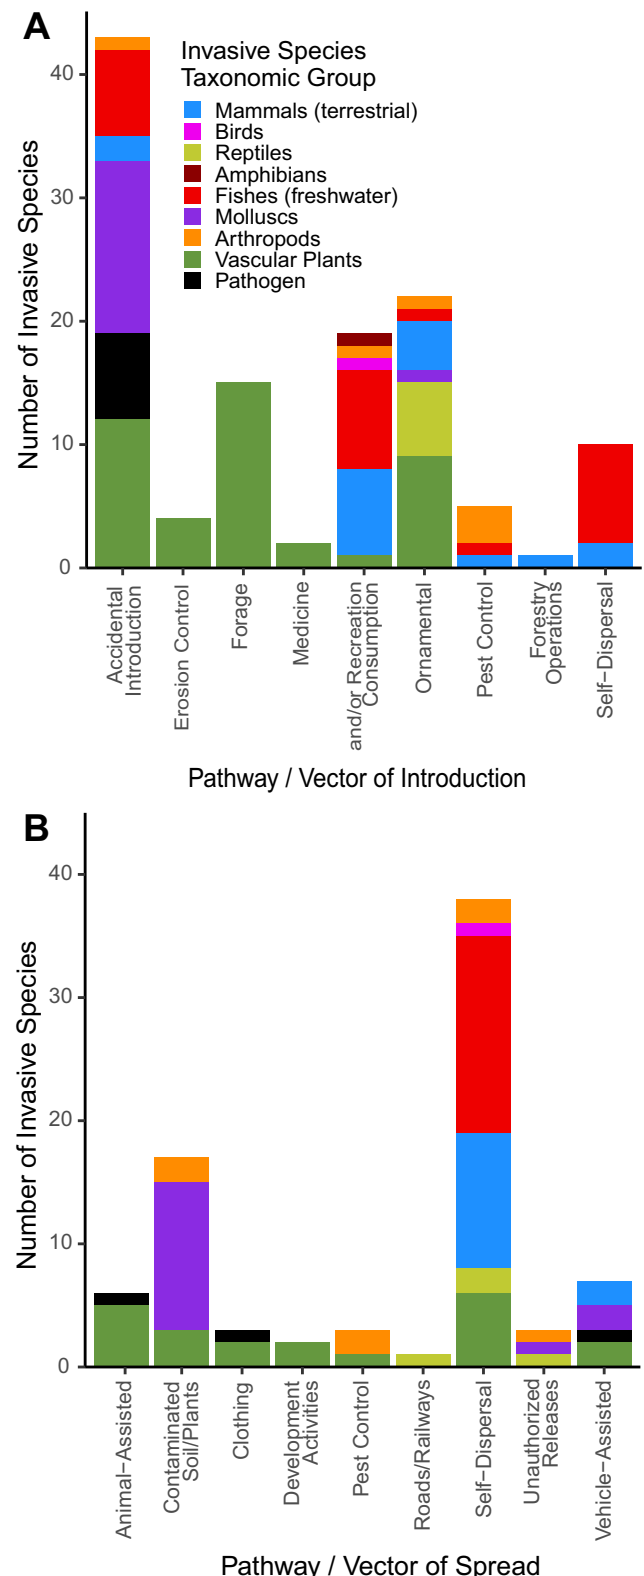 A
Invasive Species
Taxonomic Group
Mammals (terrestrial)
Birds
Reptiles
Amphibians
Fishes (freshwater)
Molluscs
Arthropods
Vascular Plants
Pathogen
Number of Invasive Species
40
30
20
10
0
Accidental
Introduction
Erosion Control
Forage
Medicine
and/or Recreation
Consumption
Ornamental
Pest Control
Forestry
Operations
Self−Dispersal
Pathway / Vector of Introduction
B
Number of Invasive Species
40
30
20
10
0
Animal−Assisted
Contaminated
Soil/Plants
Clothing
Development
Activities
Pest Control
Roads/Railways
Self−Dispersal
Unauthorized
Releases
Vehicle−Assisted
Pathway / Vector of Spread